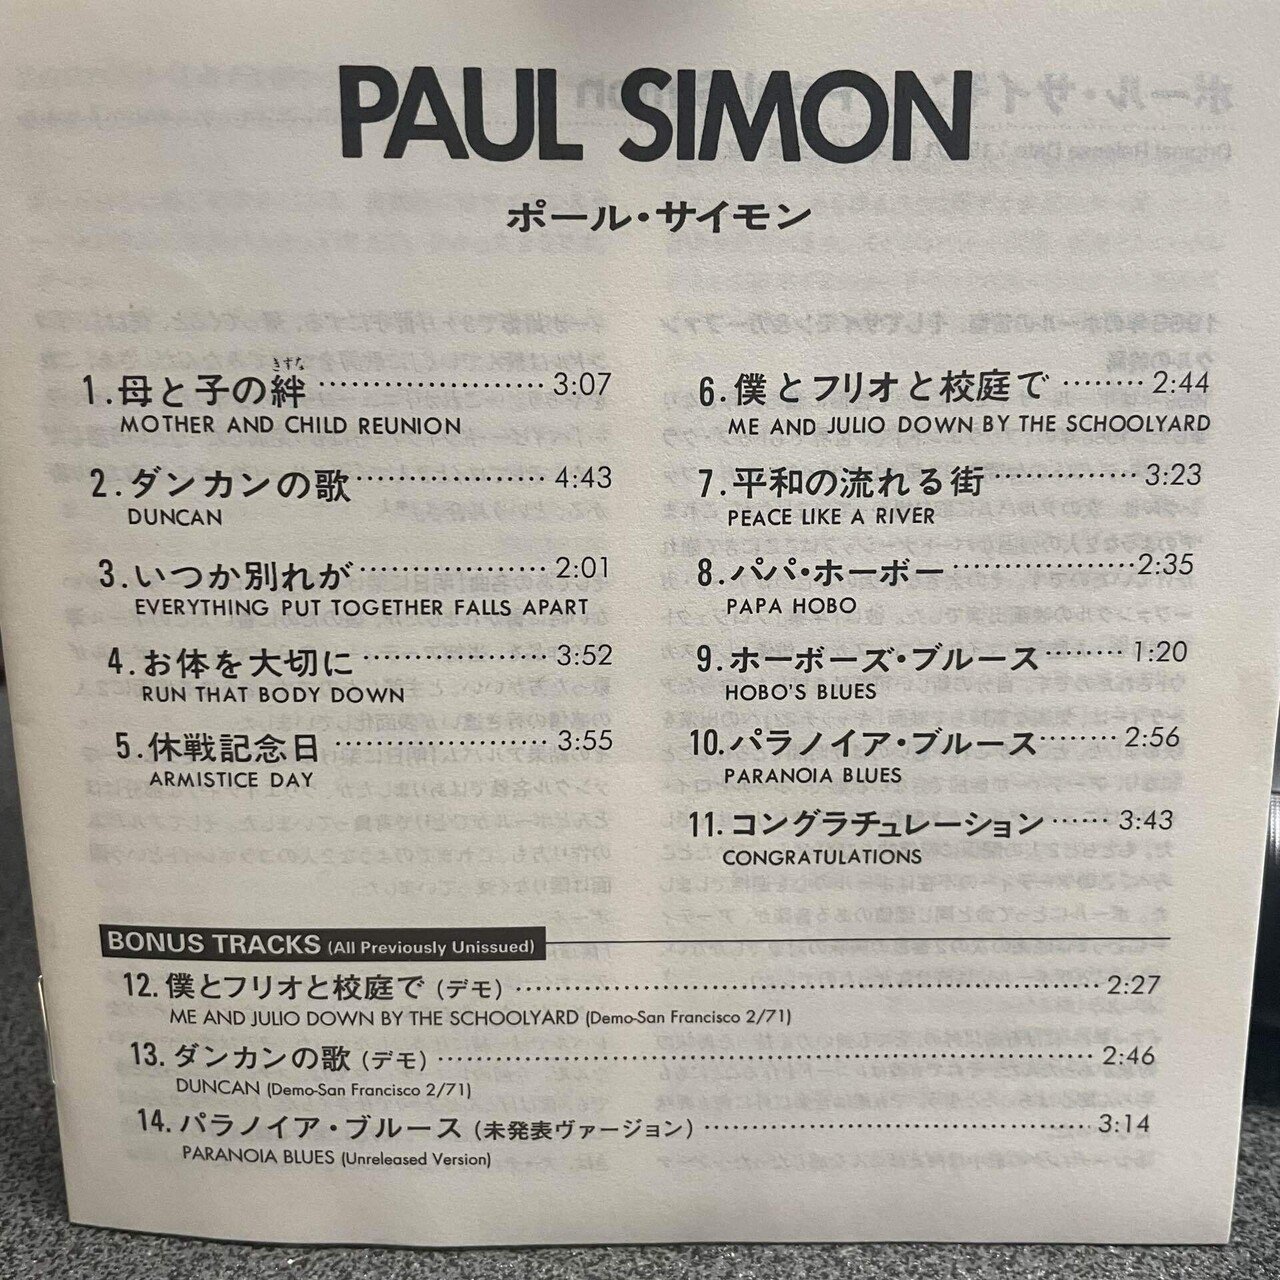 PAUL SIMON
ポール・サイモン
きずな
1.母と子の絆 3:07
MOTHER AND CHILD REUNION
2.ダンカンの歌 4:43
DUNCAN
3.いつか別れが 2:01
EVERYTHING PUT TOGETHER FALLS APART
4.お体を大切に 3:52
RUN THAT BODY DOWN
5.休戦記念日 3:55
ARMISTICE DAY
6.僕とフリオと校庭で 2:44
ME AND JULIO DOWN BY THE SCHOOLYARD
7.平和の流れる街 3:23
PEACE LIKE A RIVER
8.パパ・ホーボー 2:35
PAPA HOBO
9.ホーボーズ・ブルース 1:20
HOBO'S BLUES
10.パラノイア・ブルース 2:56
PARANOIA BLUES
11.コングラチュレーション 3:43
CONGRATULATIONS
BONUS TRACKS (All Previously Unissued)
12.僕とフリオと校庭で (デモ) 2:27
ME AND JULIO DOWN BY THE SCHOOLYARD (Demo-San Francisco 2/71)
13.ダンカンの歌 (デモ) 2:46
DUNCAN (Demo-San Francisco 2/71)
14.パラノイア・ブルース (未発表ヴァージョン) 3:14
PARANOIA BLUES (Unreleased Version)